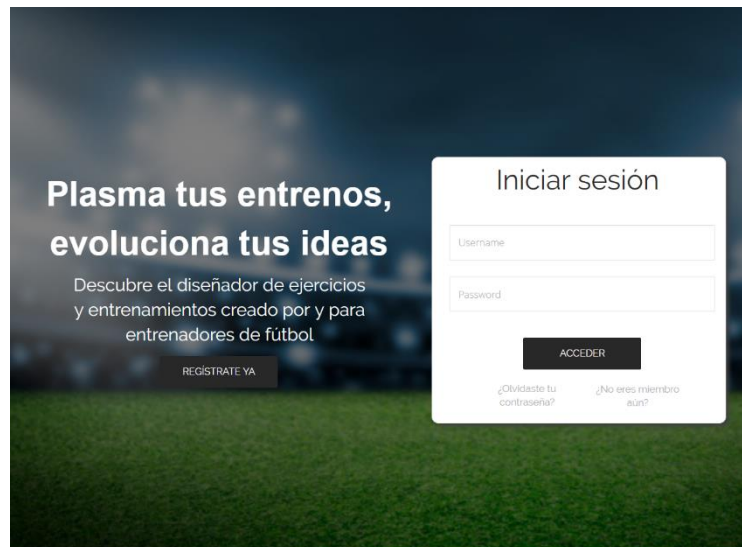 Plasma tus entrenos,
evoluciona tus ideas
Descubre el diseñador de ejercicios
y entrenamientos creado por y para
entrenadores de fútbol
REGÍSTRATE YA
Iniciar sesión
Username
Password
ACCEDER
¿Olvidaste tu
contraseña?
¿No eres miembro
aún?